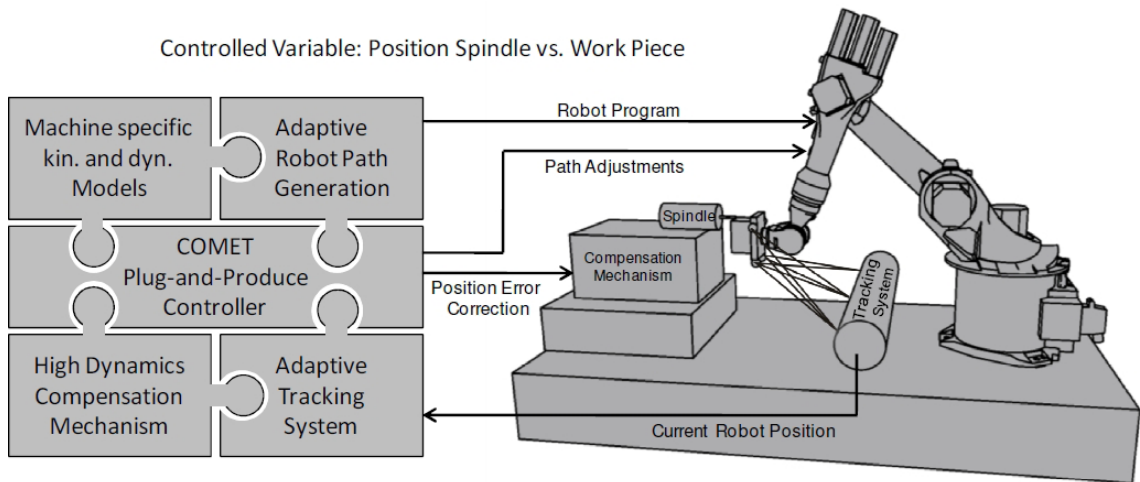 Controlled Variable: Position Spindle vs. Work Piece
Machine specific
kin. and dyn.
Models
Adaptive
Robot Path
Generation
COMET
Plug-and-Produce
Controller
High Dynamics
Compensation
Mechanism
Adaptive
Tracking
System
Robot Program
Path Adjustments
Position Error
Correction
Current Robot Position
Spindle
Compensation
Mechanism
Tracking
System